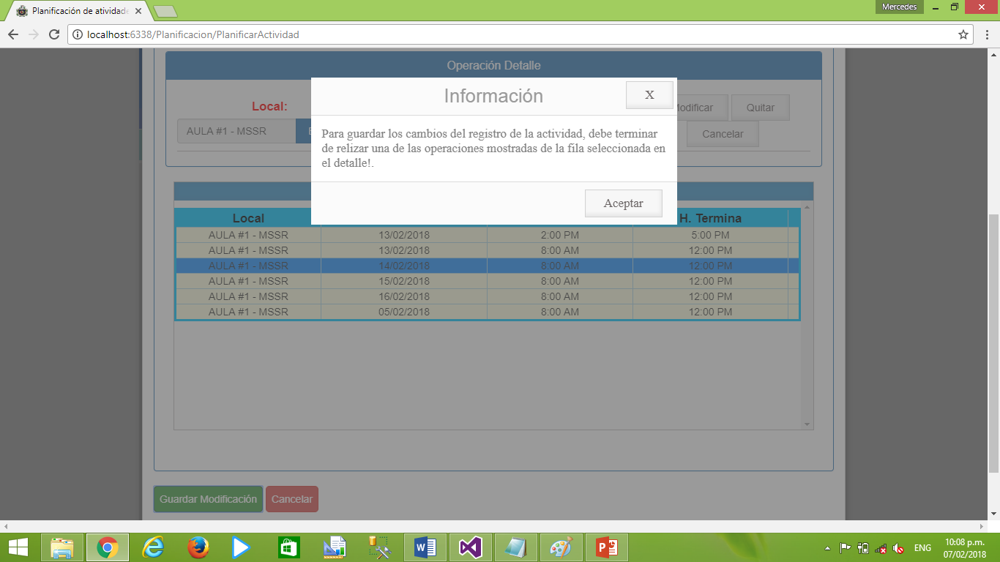 Planificación de atividad
Mercedes
localhost:6338/Planificacion/PlanificarActividad
Operación Detalle
Información
X
Local:
Modificar
Quitar
AULA #1 - MSSR
Cancelar
Para guardar los cambios del registro de la actividad, debe terminar
de relizar una de las operaciones mostradas de la fila seleccionada en
el detalle!.
Aceptar
Local H. Termina
AULA #1 - MSSR 13/02/2018 2:00 PM 5:00 PM
AULA #1 - MSSR 13/02/2018 8:00 AM 12:00 PM
AULA #1 - MSSR 14/02/2018 8:00 AM 12:00 PM
AULA #1 - MSSR 15/02/2018 8:00 AM 12:00 PM
AULA #1 - MSSR 16/02/2018 8:00 AM 12:00 PM
AULA #1 - MSSR 05/02/2018 8:00 AM 12:00 PM
Guardar Modificación
Cancelar
ENG
10:08 p.m.
07/02/2018